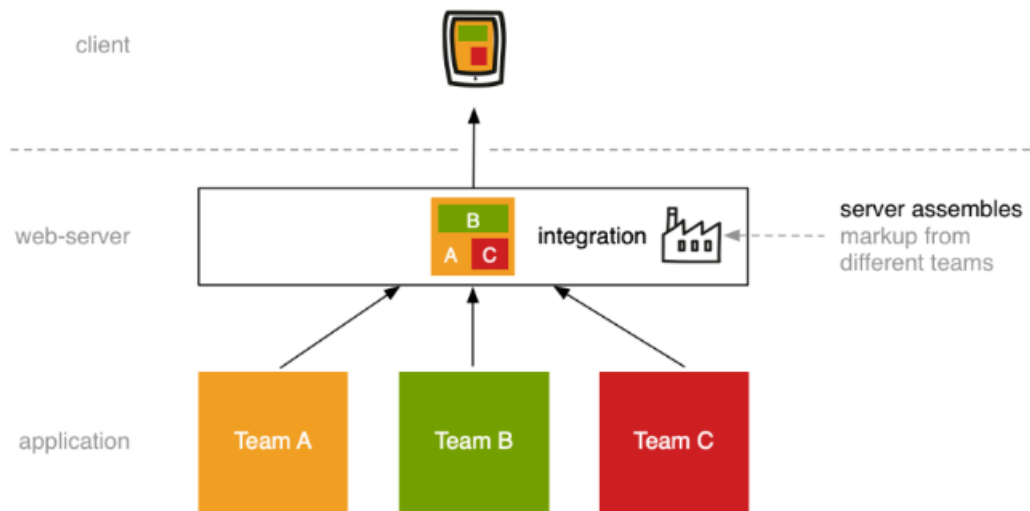 client
web-server
B
A
C
integration
server assembles
markup from
different teams
application
Team A
Team B
Team C